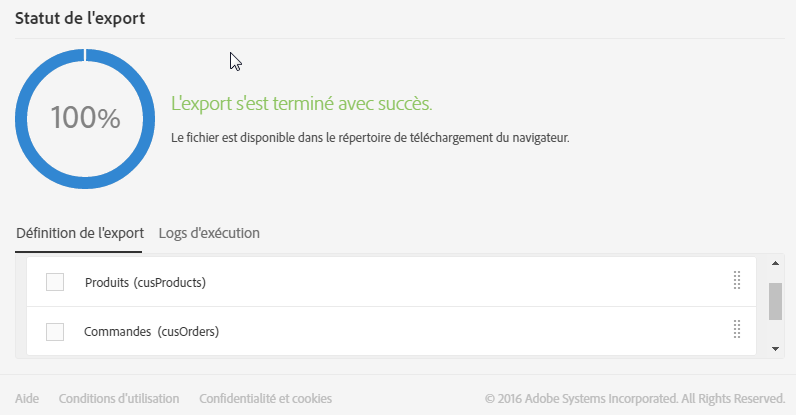 Statut de l'export
100%
L'export s'est terminé avec succès.
Le fichier est disponible dans le répertoire de téléchargement du navigateur.
Définition de l'export Logs d'exécution
Produits (cusProducts)
Commandes (cusOrders)
Aide Conditions d'utilisation Confidentialité et cookies © 2016 Adobe Systems Incorporated. All Rights Reserved.